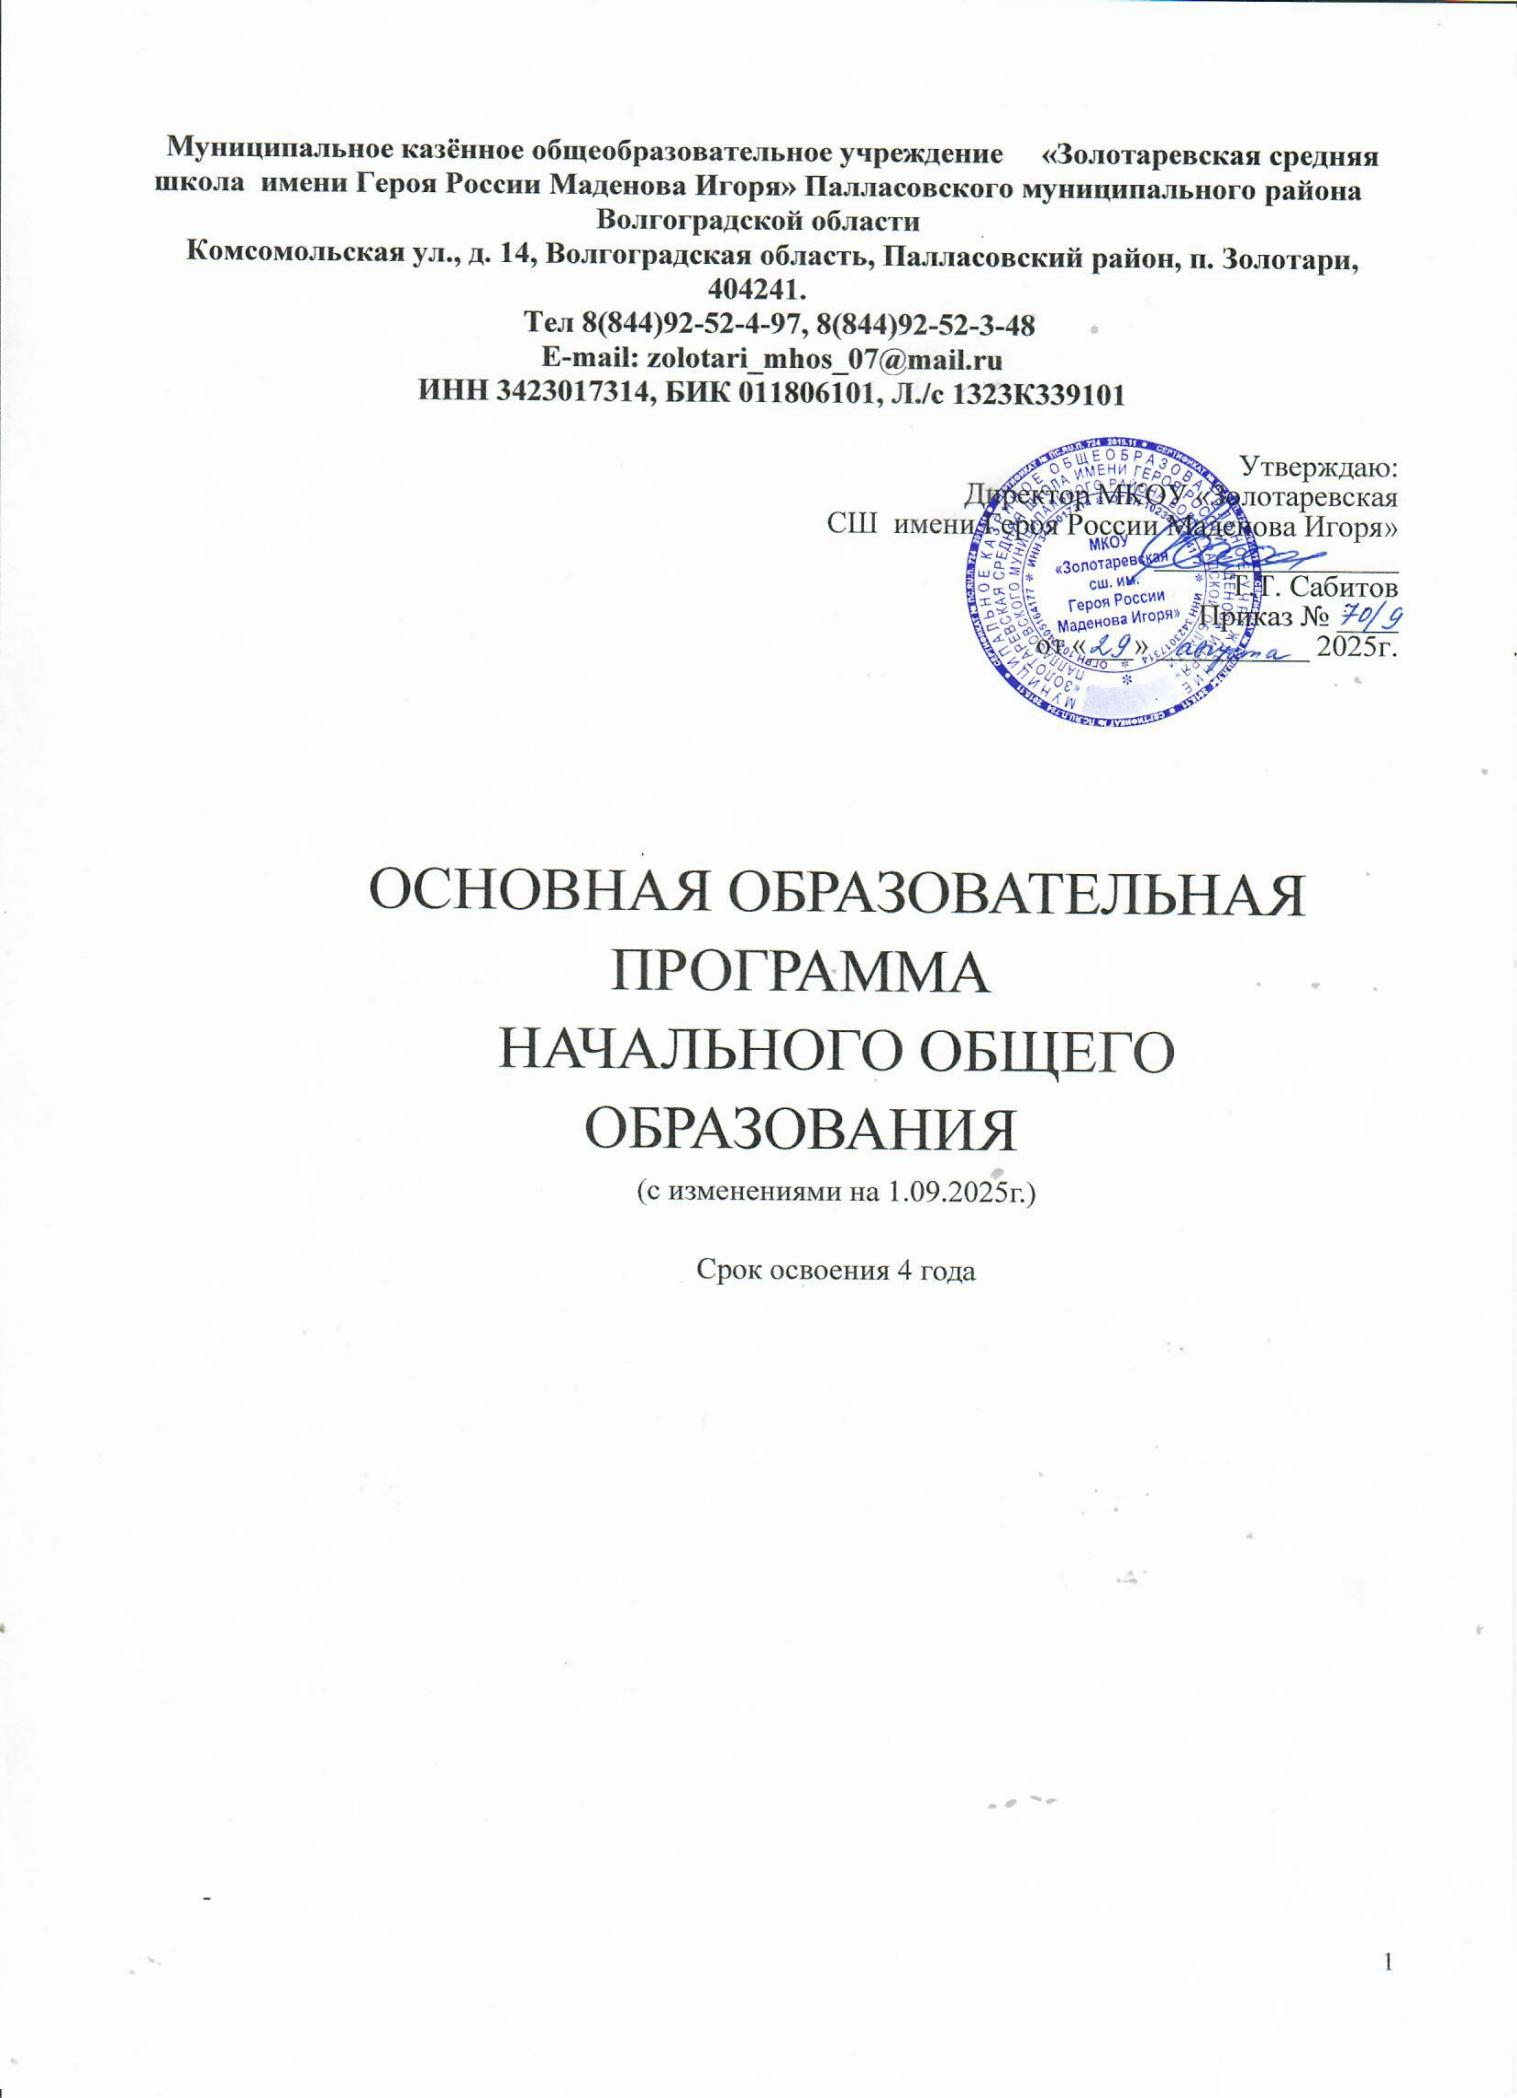 Муниципальное казённое общеобразовательное учреждение «Золотаревская средняя
школа имени Героя России Маденова Игоря» Палласовского муниципального района
Волгоградской области
Комсомольская ул., д. 14, Волгоградская область, Палласовский район, п. Золотари,
404241.
Тел 8(844)92-52-4-97, 8(844)92-52-3-48
E-mail: zolotari_mhos_07@mail.ru
ИНН 3423017314, БИК 011806101, Л./с 1323К339101
Утверждаю:
Директор МКОУ «Золотаревская
СШ имени Героя России Маденова Игоря»
Т.Т. Сабитов
Приказ № 70/9
от « 29 » августа 2025г.
МКОУ
«Золотаревская
сш. им.
Героя России
Маденова Игоря»
ОСНОВНАЯ ОБРАЗОВАТЕЛЬНАЯ
ПРОГРАММА
НАЧАЛЬНОГО ОБЩЕГО
ОБРАЗОВАНИЯ
(с изменениями на 1.09.2025г.)
Срок освоения 4 года
-
1